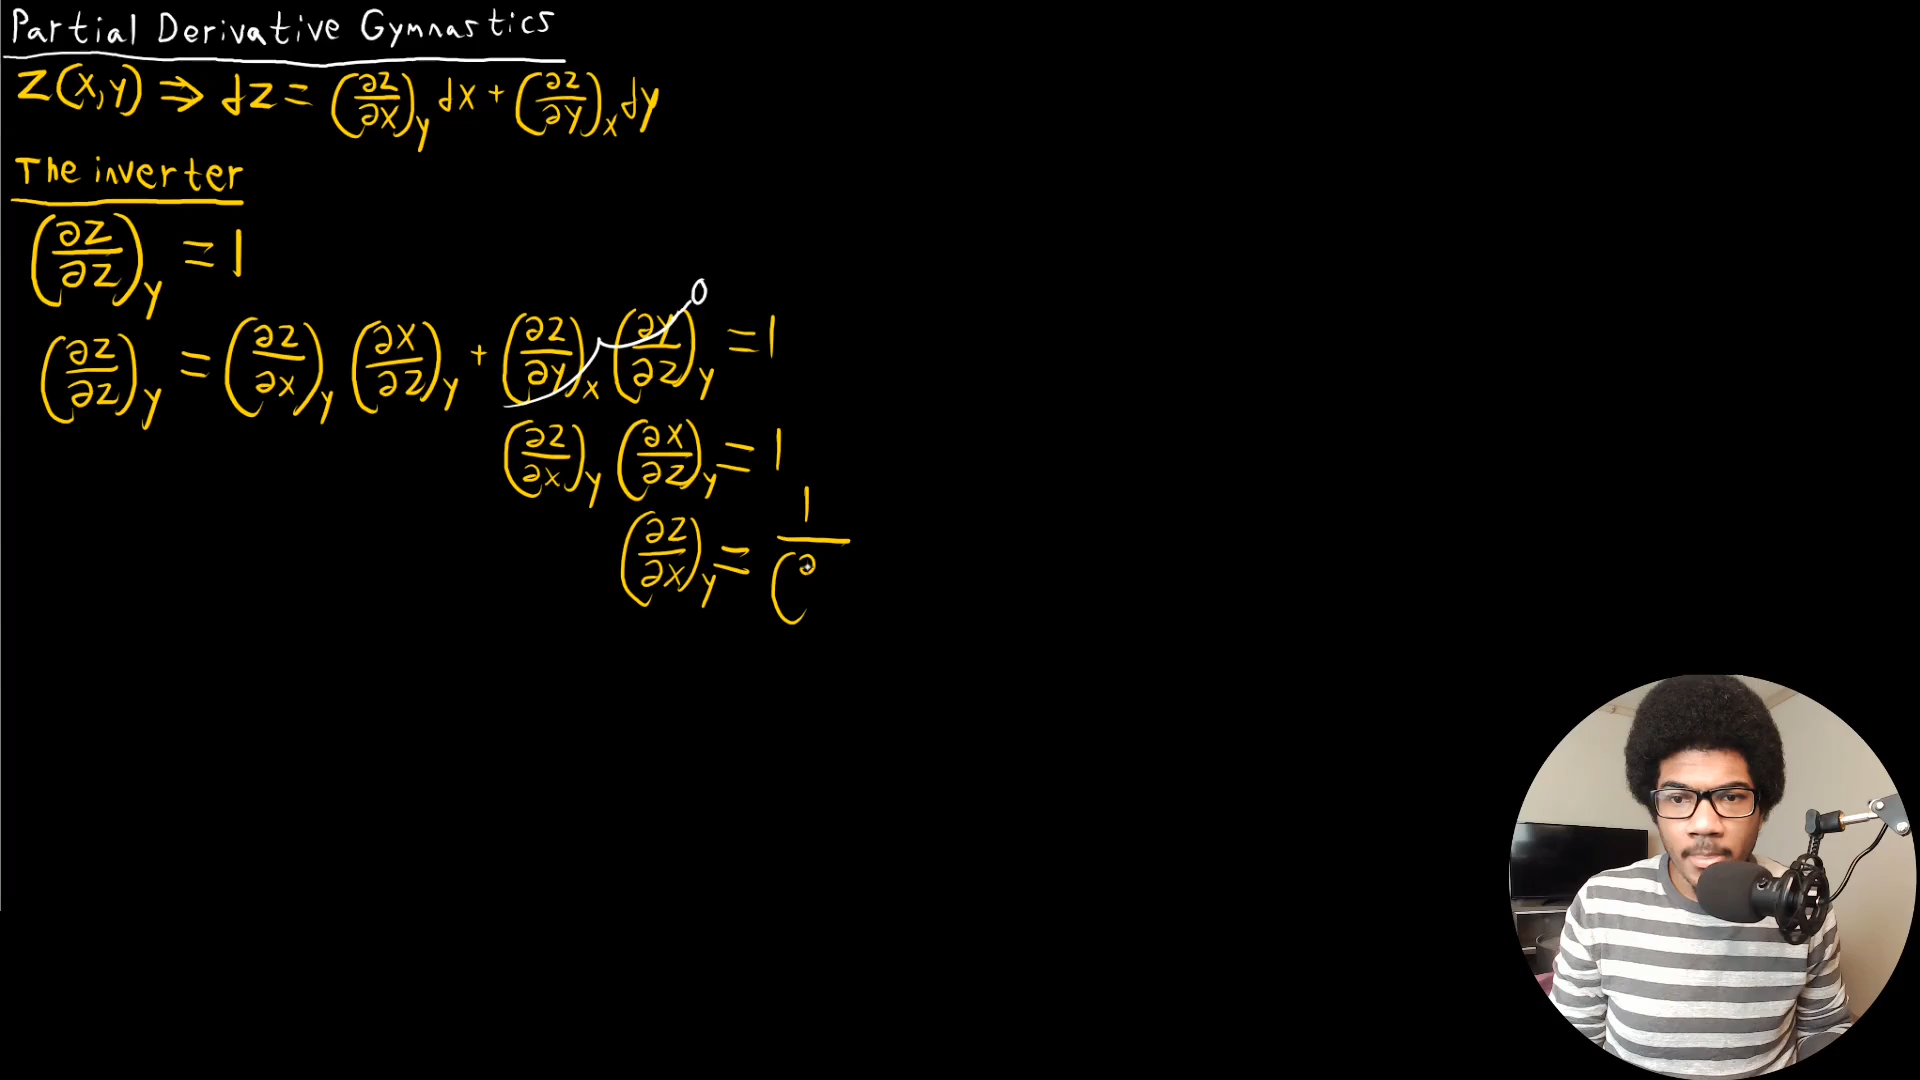 Partial Derivative Gymnastics
Z(x,y) ⇒ dz = (∂z/∂x)_y dx + (∂z/∂y)_x dy
The inverter
(∂z/∂z)_y = 1
(∂z/∂z)_y = (∂z/∂x)_y (∂x/∂z)_y + (∂z/∂y)_x (∂y/∂z)_y = 1
0
(∂z/∂x)_y (∂x/∂z)_y = 1
(∂z/∂x)_y = 1/(∂